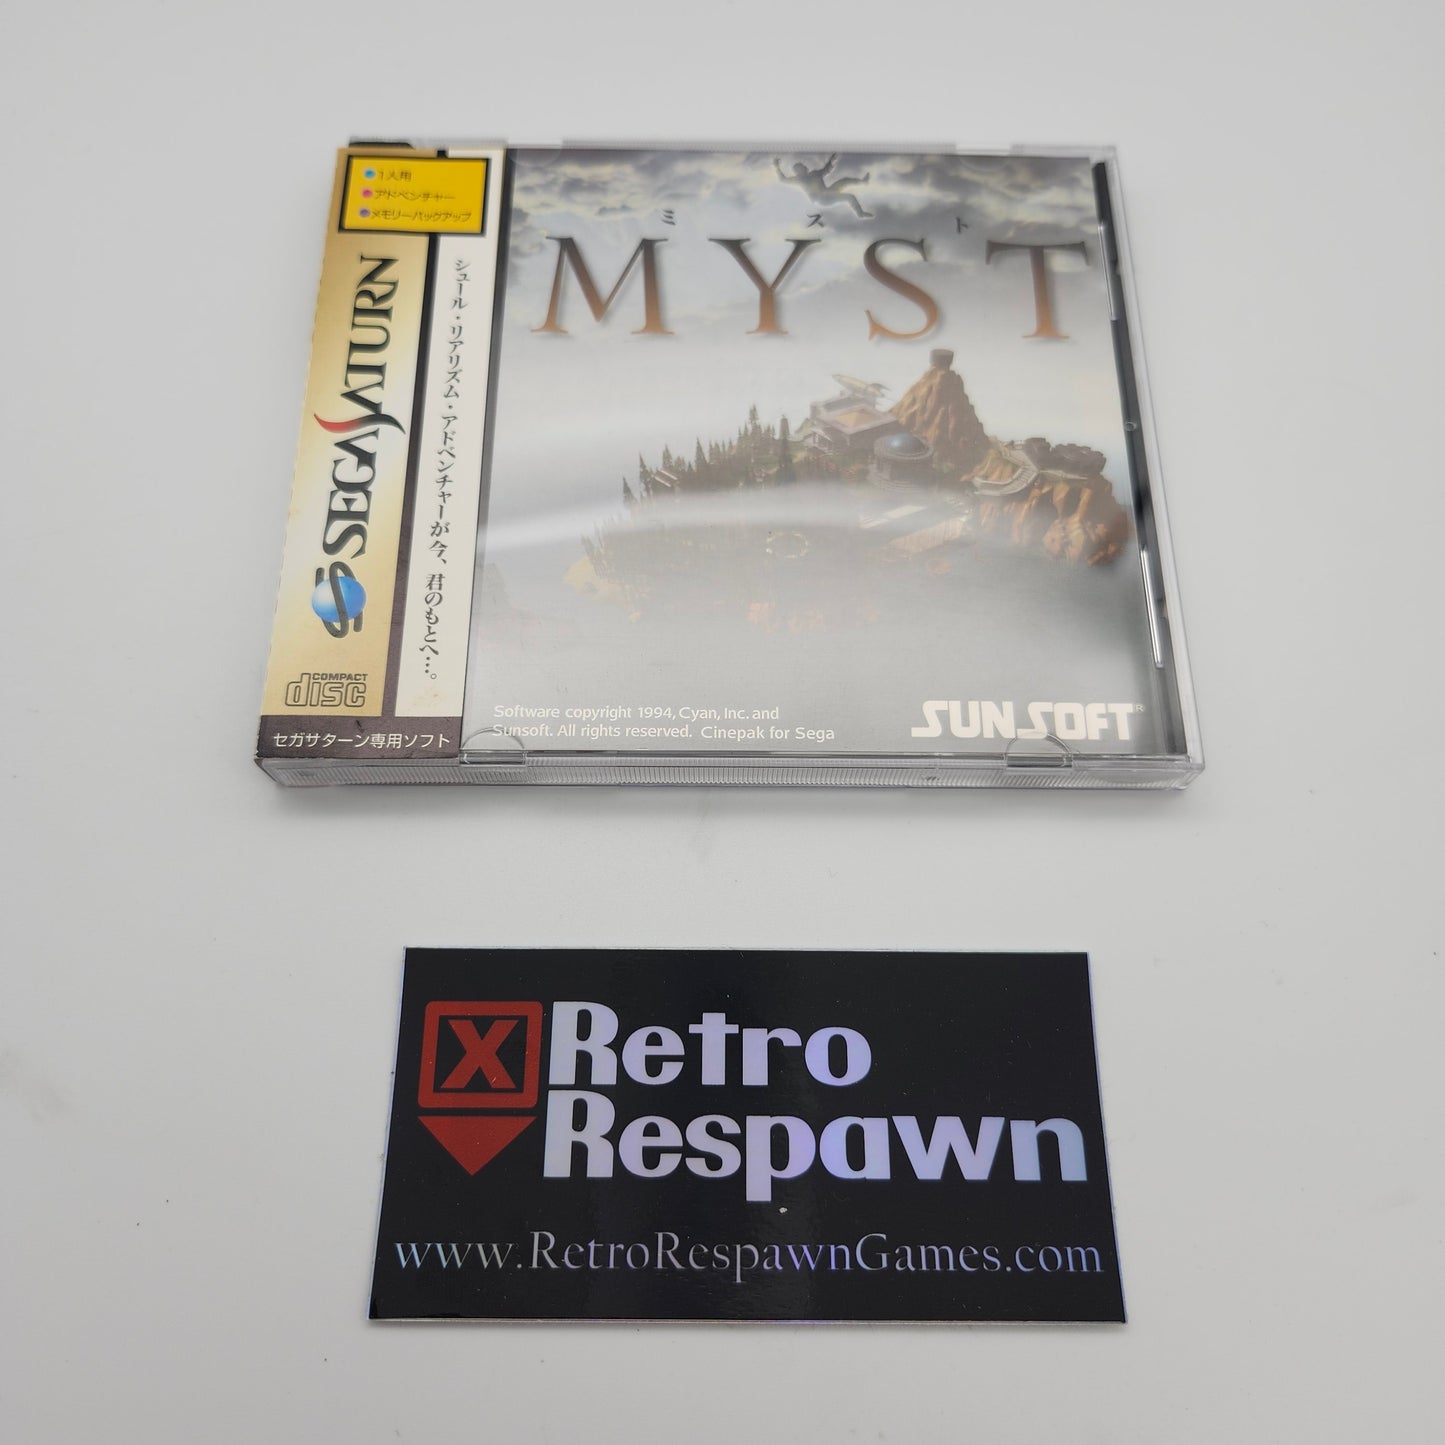 1人用
アドベンチャー
メモリーバックアップ
SEGA SATURN
シュール・リアリズム・アドベンチャーが今、君のもとへ…。
COMPACT
disc
セガサターン専用ソフト
ミスト
MYST
Software copyright 1994, Cyan, Inc. and
Sunsoft. All rights reserved. Cinepak for Sega
SUNSOFT®
X Retro
Respawn
www.RetroRespawnGames.com